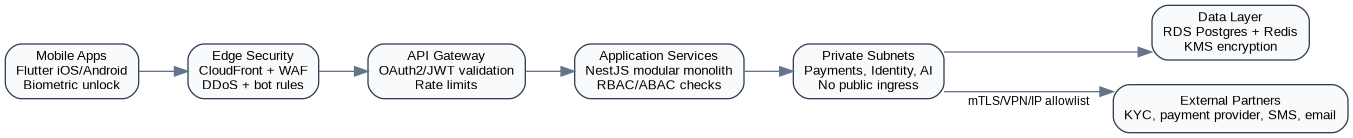 Mobile Apps
Flutter iOS/Android
Biometric unlock
Edge Security
CloudFront + WAF
DDoS + bot rules
API Gateway
OAuth2/JWT validation
Rate limits
Application Services
NestJS modular monolith
RBAC/ABAC checks
Private Subnets
Payments, Identity, AI
No public ingress
Data Layer
RDS Postgres + Redis
KMS encryption
mTLS/VPN/IP allowlist
External Partners
KYC, payment provider, SMS, email